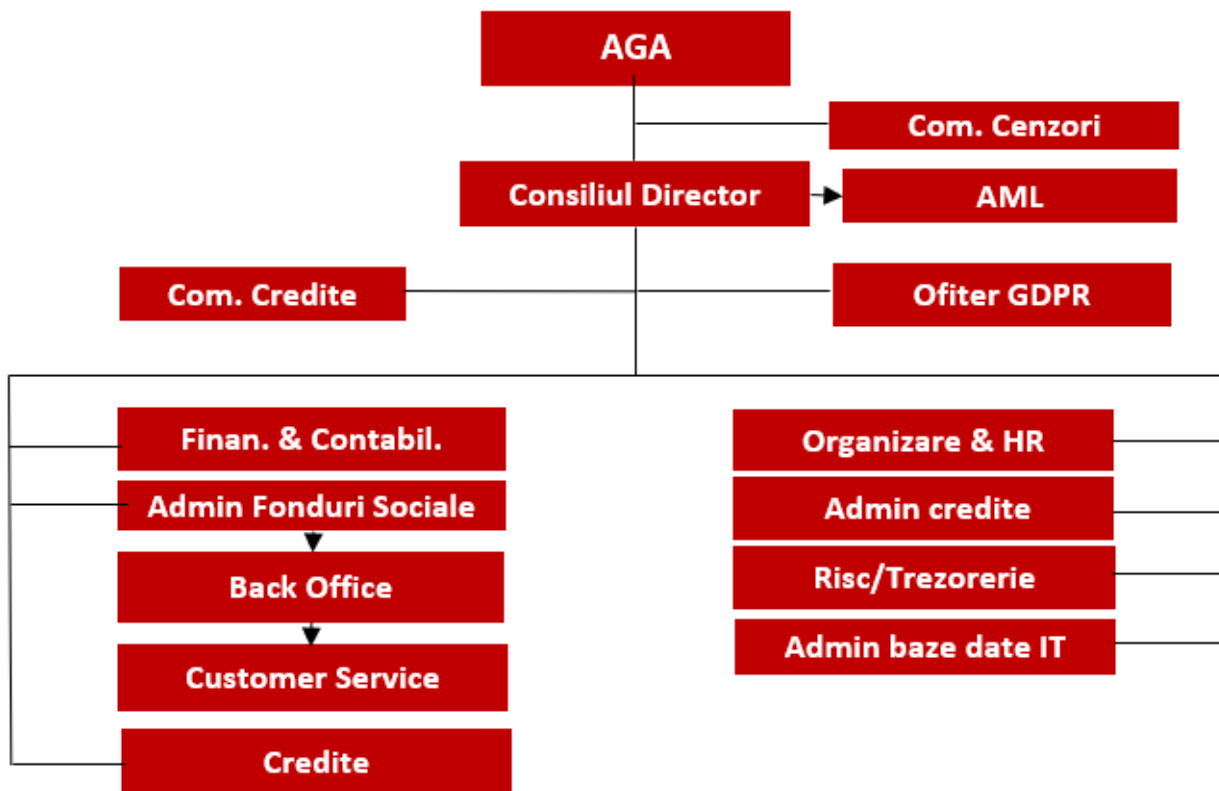 AGA
Com. Cenzori
Consiliul Director
AML
Com. Credite
Ofiter GDPR
Finan. & Contabil.
Organizare & HR
Admin Fonduri Sociale
Admin credite
Back Office
Risc/Trezorerie
Customer Service
Admin baze date IT
Credite